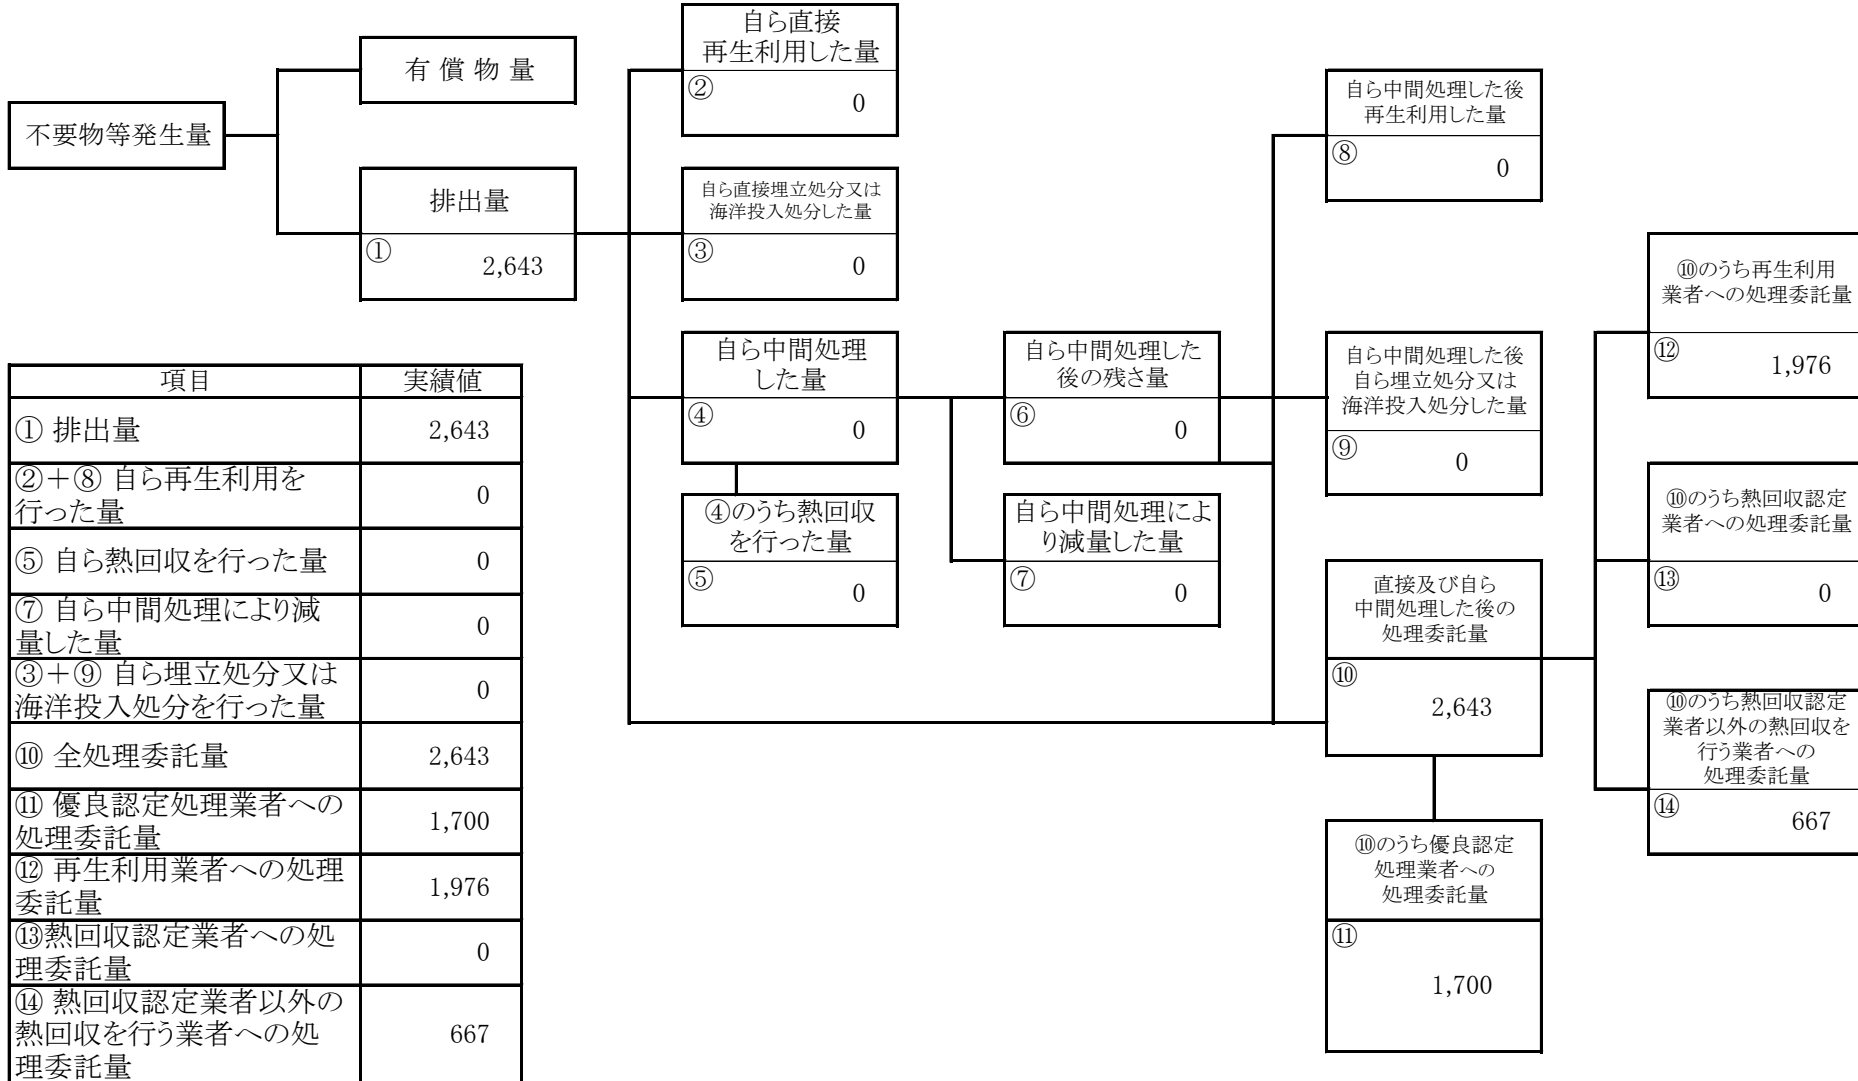 不要物等発生量
有 償 物 量
排出量
①
2,643
自ら直接
再生利用した量
②
0
自ら直接埋立処分又は
海洋投入処分した量
③
0
自ら中間処理
した量
④
0
④のうち熱回収
を行った量
⑤
0
自ら中間処理した
後の残さ量
⑥
0
自ら中間処理によ
り減量した量
⑦
0
自ら中間処理した後
再生利用した量
⑧
0
自ら中間処理した後
自ら埋立処分又は
海洋投入処分した量
⑨
0
直接及び自ら
中間処理した後の
処理委託量
⑩
2,643
⑩のうち優良認定
処理業者への
処理委託量
⑪
1,700
⑩のうち再生利用
業者への処理委託量
⑫
1,976
⑩のうち熱回収認定
業者への処理委託量
⑬
0
⑩のうち熱回収認定
業者以外の熱回収を
行う業者への
処理委託量
⑭
667
項目 実績値
① 排出量 2,643
②＋⑧ 自ら再生利用を
行った量 0
⑤ 自ら熱回収を行った量 0
⑦ 自ら中間処理により減
量した量 0
③＋⑨ 自ら埋立処分又は
海洋投入処分を行った量 0
⑩ 全処理委託量 2,643
⑪ 優良認定処理業者への
処理委託量 1,700
⑫ 再生利用業者への処理
委託量 1,976
⑬熱回収認定業者への処
理委託量 0
⑭ 熱回収認定業者以外の
熱回収を行う業者への処
理委託量 667